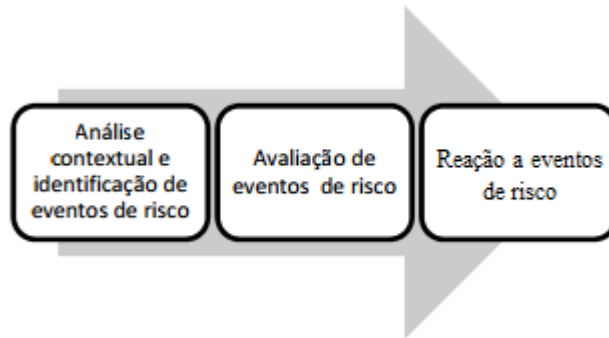 Análise
contextual e
identificação de
eventos de risco
Avaliação de
eventos de risco
Reação a eventos
de risco